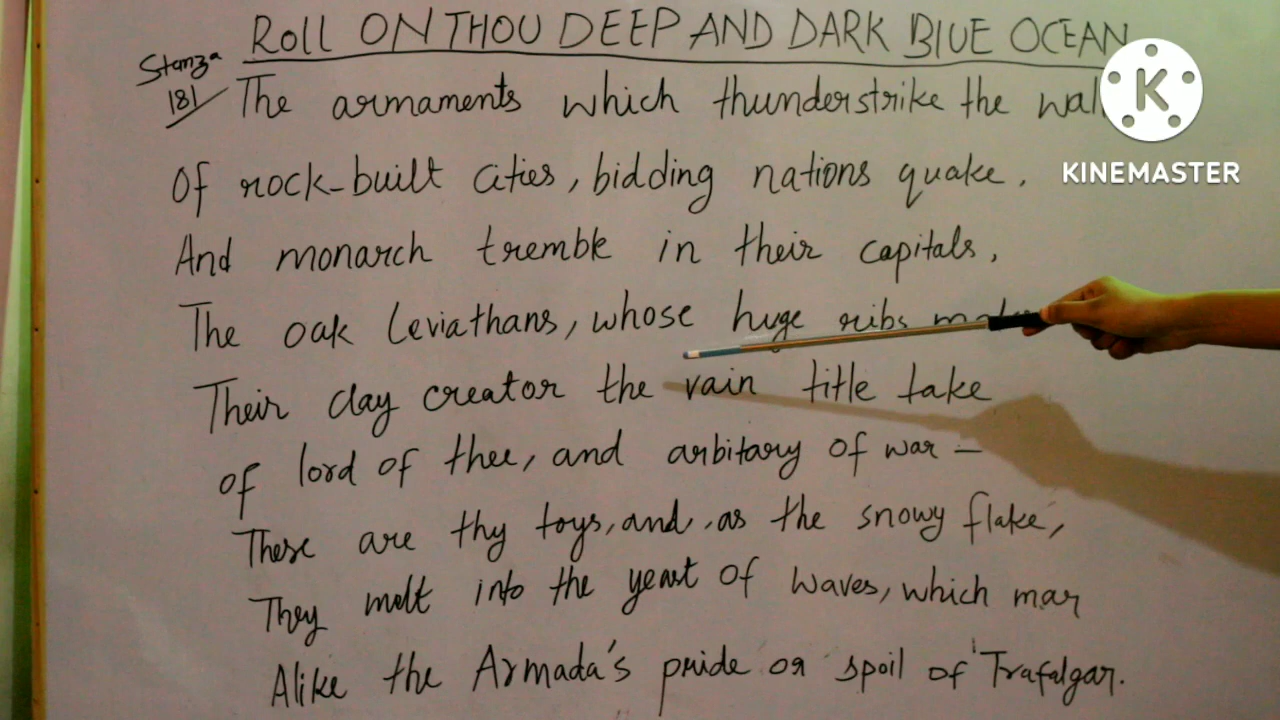 ROLL ON THOU DEEP AND DARK BLUE OCEAN
Stanza
181
The armaments which thunderstrike the
Of rock-built cities, bidding nations quake.
And monarch tremble in their capitals,
The oak leviathans, whose huge ribs
Their clay creator the vain title take
of lord of thee, and arbitary of war –
These are thy toys, and, as the snowy flake,
They melt into the yeast of waves, which mar
Alike the Armada's pride or spoil of Trafalgar.
K
KINEMASTER